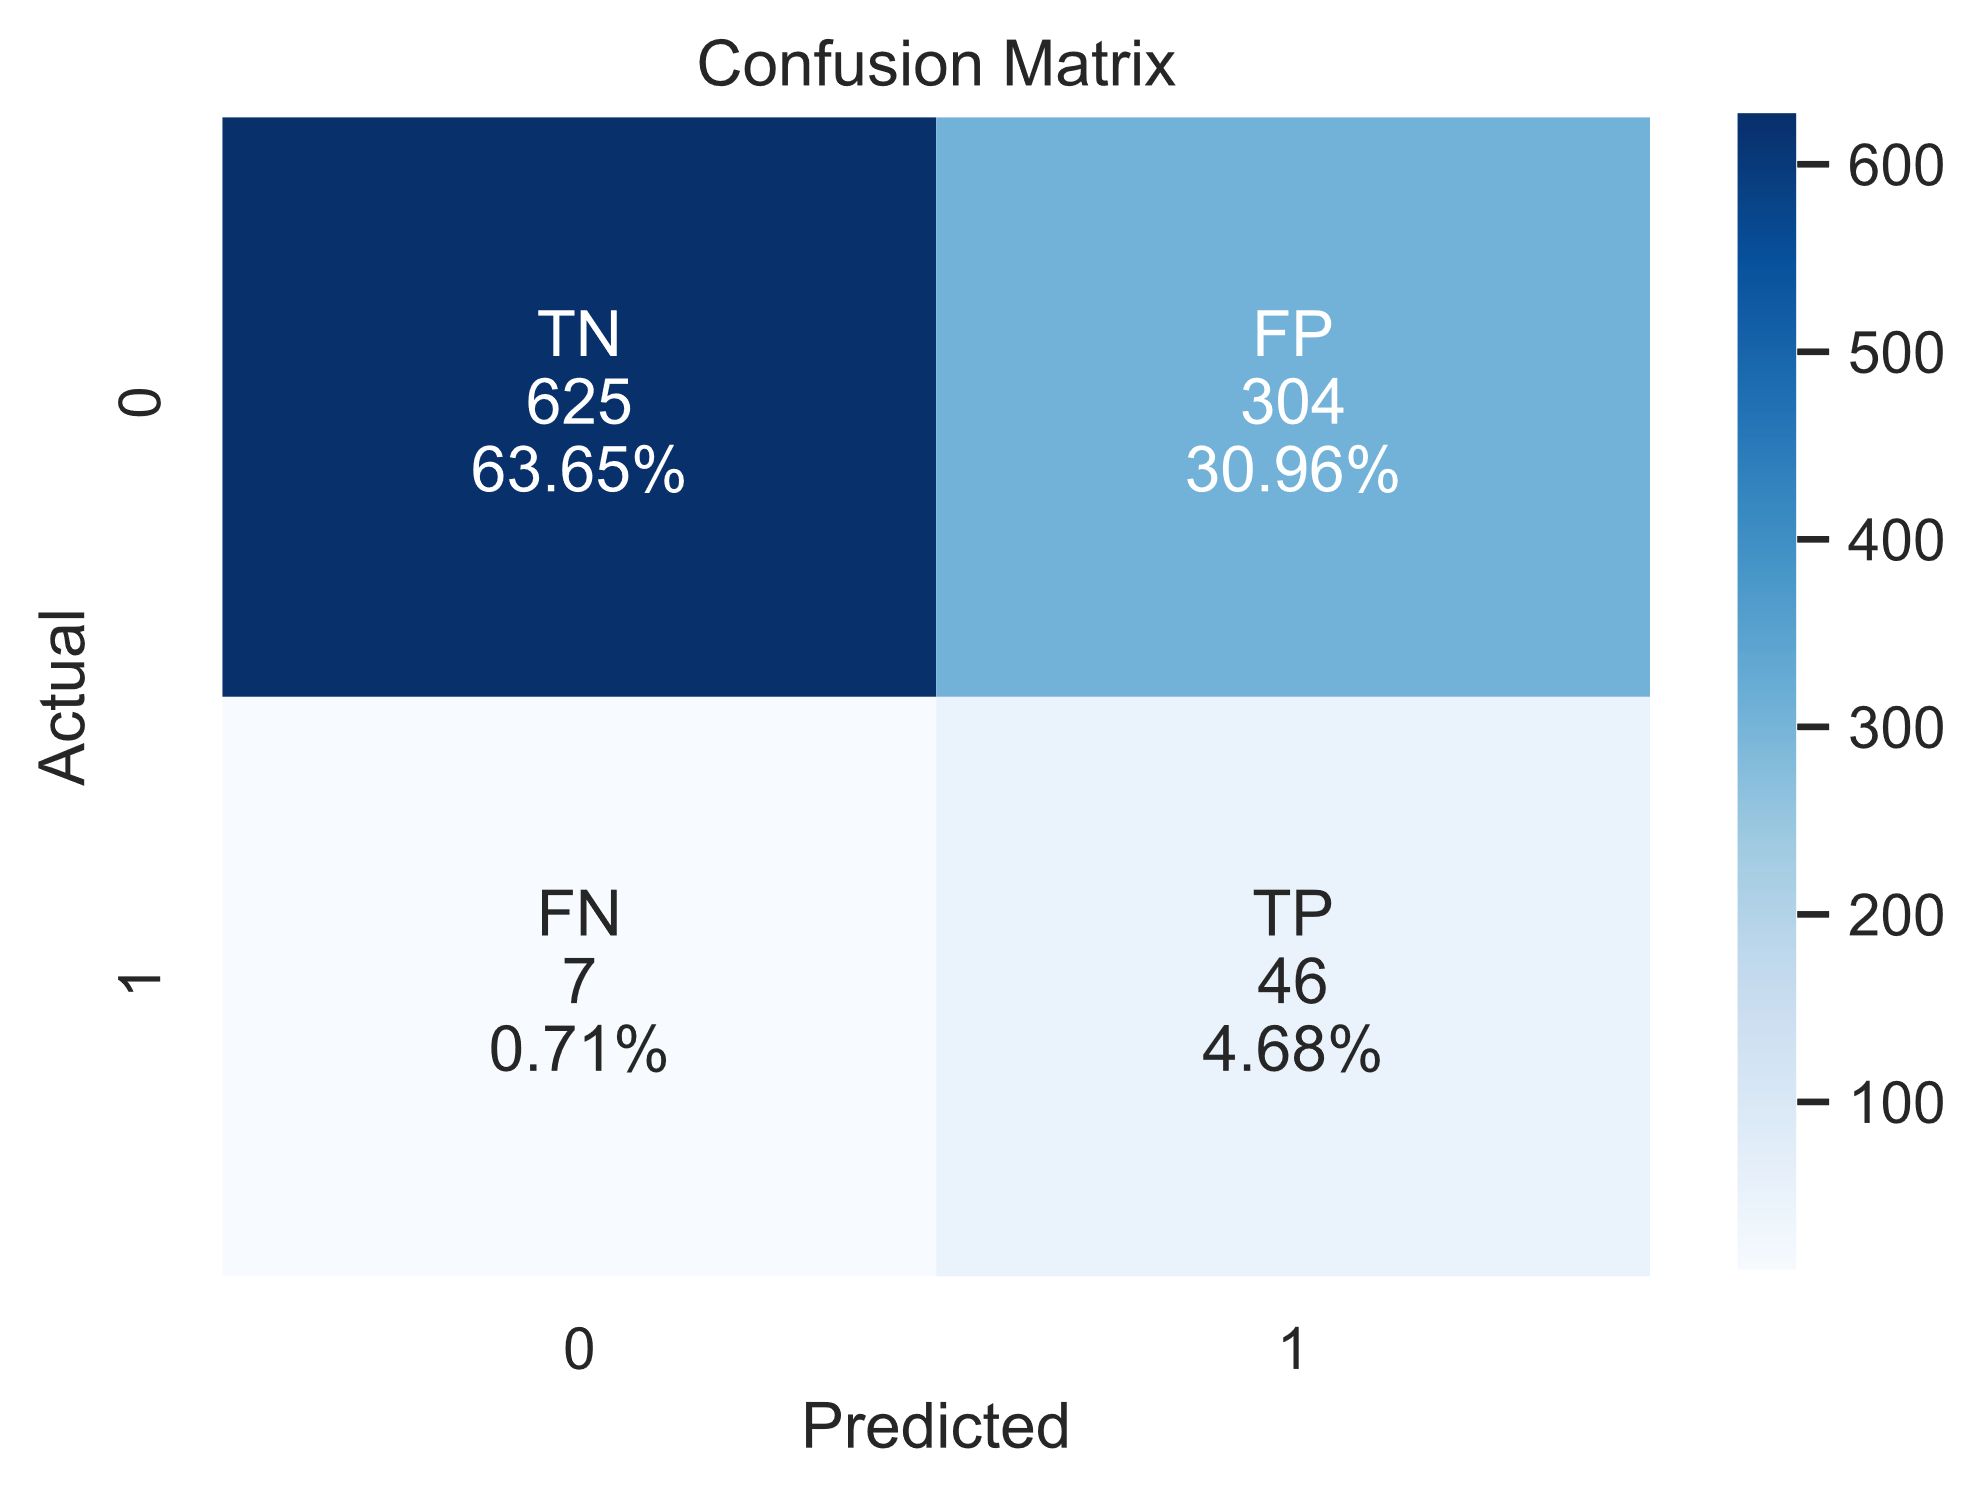 Confusion Matrix
TN
625
63.65%
FP
304
30.96%
FN
7
0.71%
TP
46
4.68%
0
1
Actual
0
1
Predicted
600
500
400
300
200
100